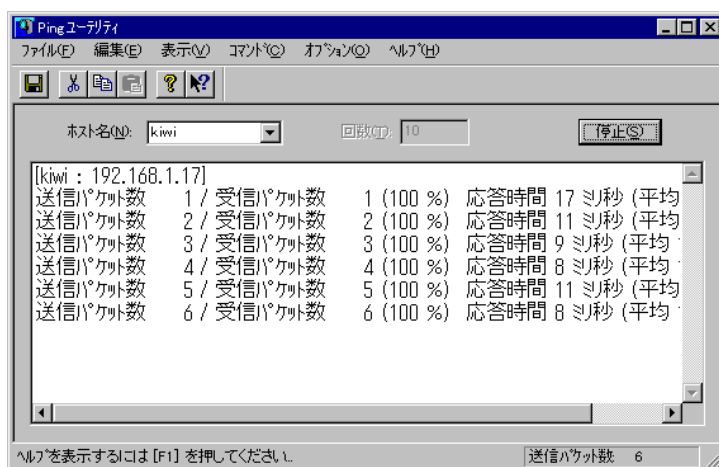 Pingユーティリティ
ファイル(F) 編集(E) 表示(V) コマンド(C) オプション(O) ヘルプ(H)
ホスト名(N): kiwi 回数(T): 10 停止(S)
[kiwi : 192.168.1.17]
送信パケット数 1 / 受信パケット数 1 (100 %) 応答時間 17 ミリ秒 (平均
送信パケット数 2 / 受信パケット数 2 (100 %) 応答時間 11 ミリ秒 (平均
送信パケット数 3 / 受信パケット数 3 (100 %) 応答時間 9 ミリ秒 (平均
送信パケット数 4 / 受信パケット数 4 (100 %) 応答時間 8 ミリ秒 (平均
送信パケット数 5 / 受信パケット数 5 (100 %) 応答時間 11 ミリ秒 (平均
送信パケット数 6 / 受信パケット数 6 (100 %) 応答時間 8 ミリ秒 (平均
ヘルプを表示するには [F1] を押してください. 送信パケット数 6